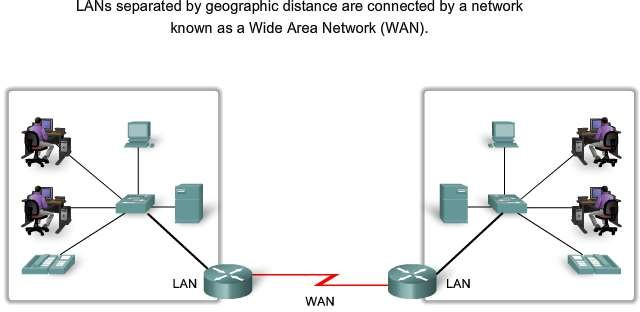 LANs separated by geographic distance are connected by a network
known as a Wide Area Network (WAN).
LAN
LAN
WAN